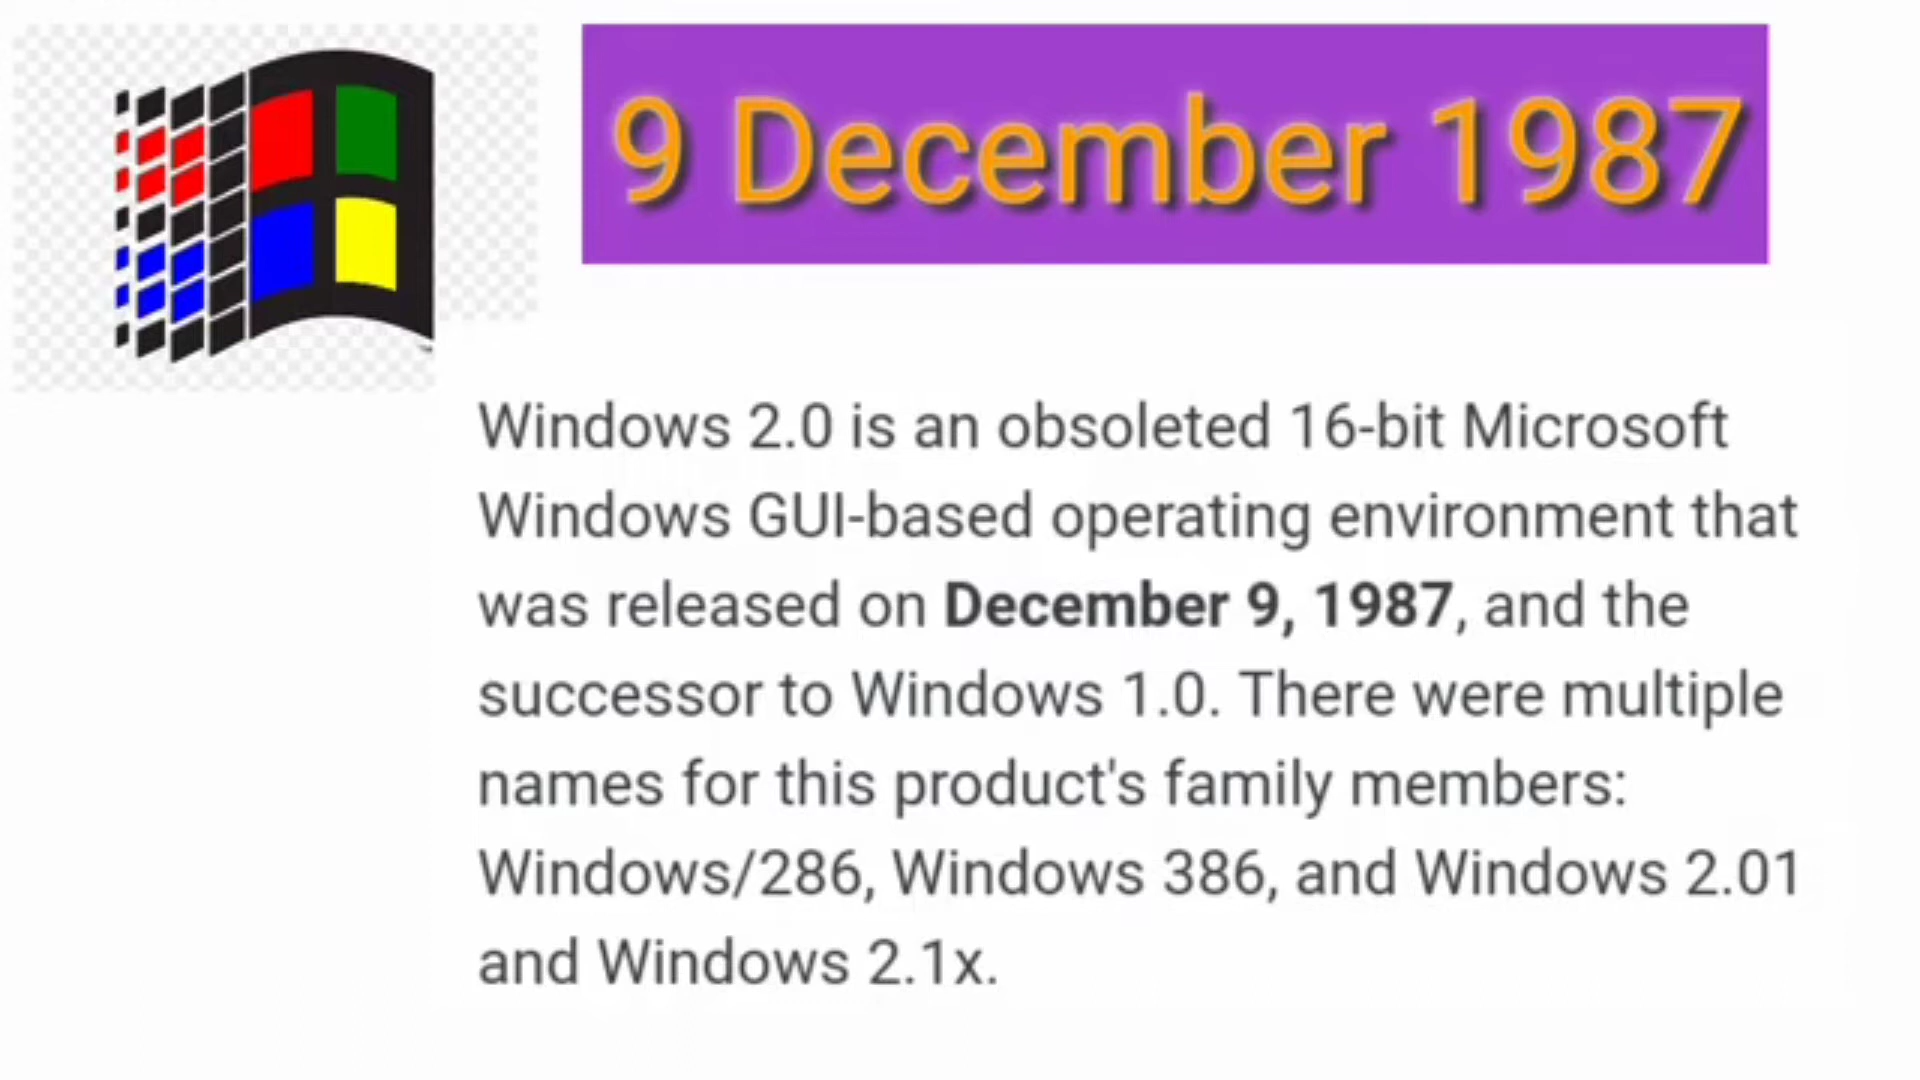 9 December 1987
Windows 2.0 is an obsoleted 16-bit Microsoft
Windows GUI-based operating environment that
was released on December 9, 1987, and the
successor to Windows 1.0. There were multiple
names for this product's family members:
Windows/286, Windows 386, and Windows 2.01
and Windows 2.1x.